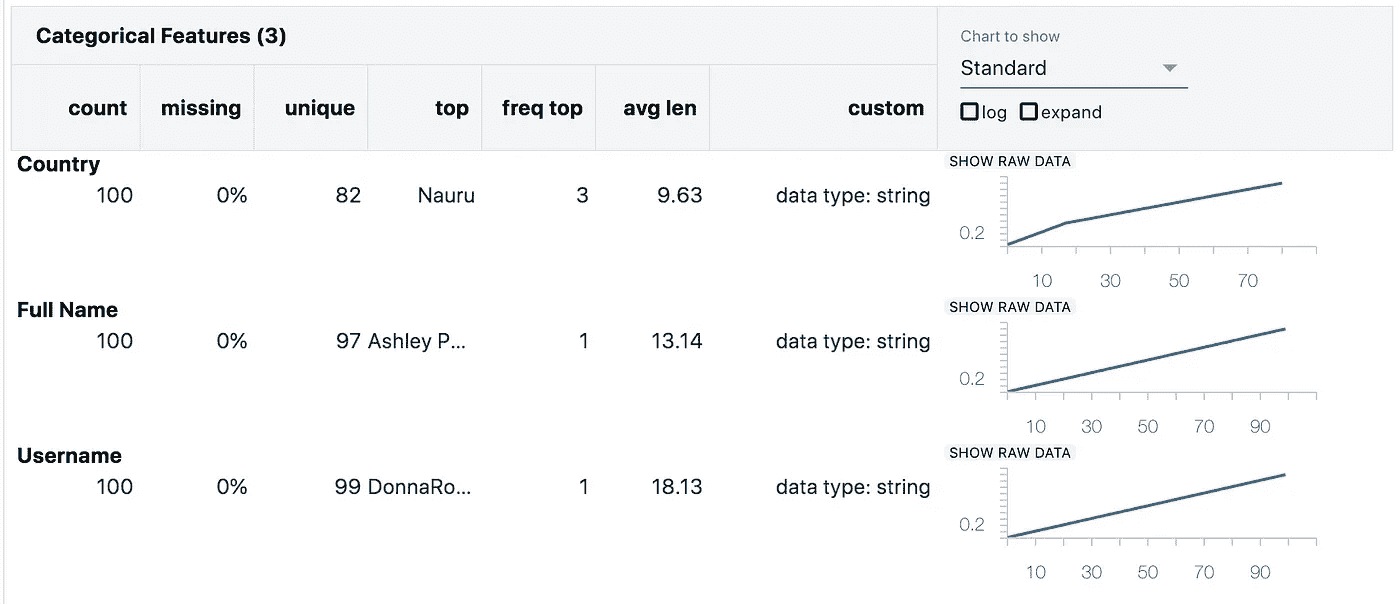 Categorical Features (3)
Chart to show
Standard
log expand
count missing unique top freq top avg len custom
Country
SHOW RAW DATA
100 0% 82 Nauru 3 9.63 data type: string
0.2
10 30 50 70
Full Name
SHOW RAW DATA
100 0% 97 Ashley P... 1 13.14 data type: string
0.2
10 30 50 70 90
Username
SHOW RAW DATA
100 0% 99 DonnaRo... 1 18.13 data type: string
0.2
10 30 50 70 90